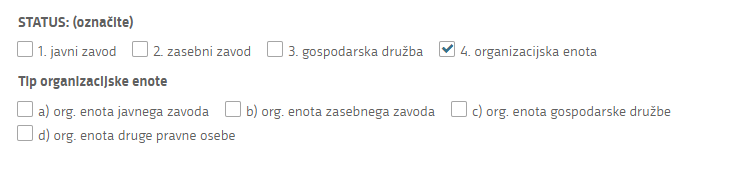 STATUS: (označite)
1. javni zavod 2. zasebni zavod 3. gospodarska družba 4. organizacijska enota
Tip organizacijske enote
a) org. enota javnega zavoda b) org. enota zasebnega zavoda c) org. enota gospodarske družbe
d) org. enota druge pravne osebe